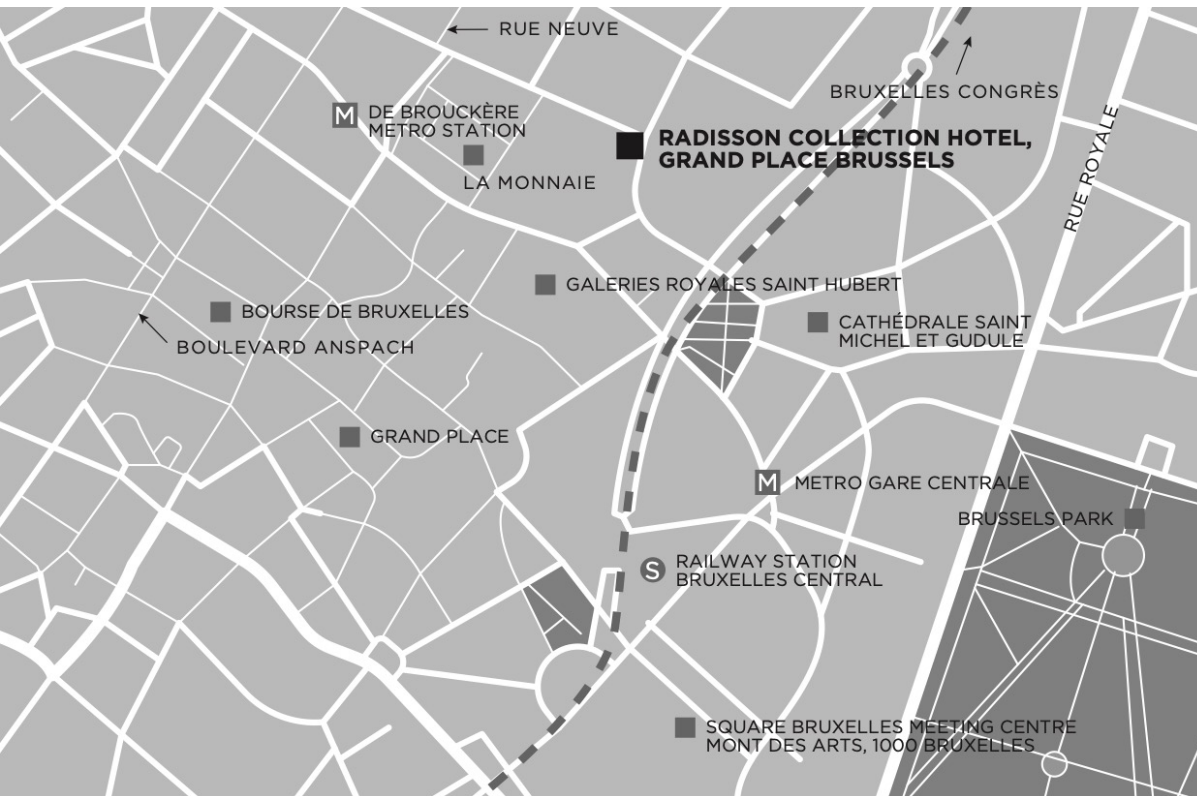 RUE NEUVE
BRUXELLES CONGRÈS
M
DE BROUCKÈRE
METRO STATION
RADISSON COLLECTION HOTEL,
GRAND PLACE BRUSSELS
RUE ROYALE
LA MONNAIE
GALERIES ROYALES SAINT HUBERT
BOURSE DE BRUXELLES
CATHÉDRALE SAINT
MICHEL ET GUDULE
BOULEVARD ANSPACH
GRAND PLACE
M
METRO GARE CENTRALE
BRUSSELS PARK
S
RAILWAY STATION
BRUXELLES CENTRAL
SQUARE BRUXELLES MEETING CENTRE
MONT DES ARTS, 1000 BRUXELLES